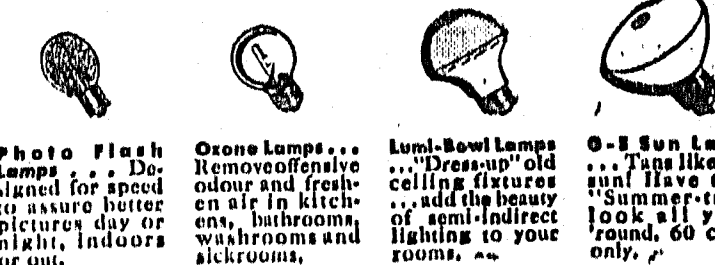 Photo Flash
Lamps . . . De-
signed for speed
to assure better
pictures day or
night, indoors
or out.
Ozone Lamps...
Remove offensive
odour and fresh-
en air in kitch-
ens, bathrooms,
washrooms and
sickrooms.
Lumi-Bowl Lamps
..."Dress-up" old
ceiling fixtures
...add the beauty
of semi-indirect
lighting to your
rooms.
Sun
... Tans like
sun! Have
"Summer-
look all
'round. 60
only.